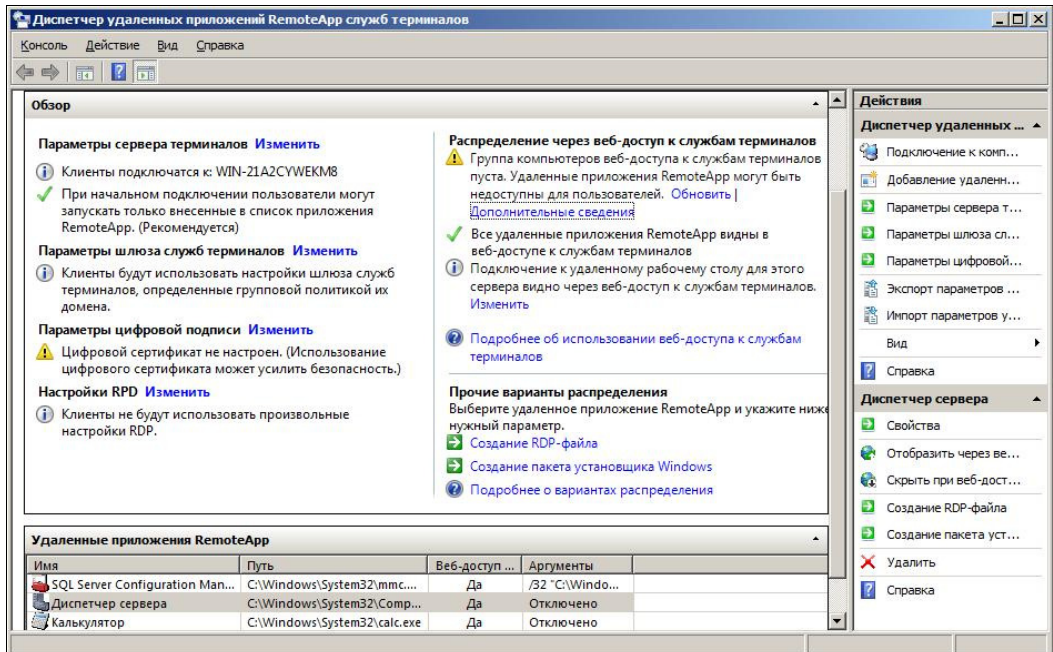 Диспетчер удаленных приложений RemoteApp служб терминалов
Консоль Действие Вид Справка
Обзор
Параметры сервера терминалов Изменить
Клиенты подключатся к: WIN-21A2CYWEKM8
При начальном подключении пользователи могут
запускать только внесенные в список приложения
RemoteApp. (Рекомендуется)
Параметры шлюза служб терминалов Изменить
Клиенты будут использовать настройки шлюза служб
терминалов, определенные групповой политикой их
домена.
Параметры цифровой подписи Изменить
Цифровой сертификат не настроен. (Использование
цифрового сертификата может усилить безопасность.)
Настройки RPD Изменить
Клиенты не будут использовать произвольные
настройки RDP.
Распределение через веб-доступ к службам терминалов
Группа компьютеров веб-доступа к службам терминалов
пуста. Удаленные приложения RemoteApp могут быть
недоступны для пользователей. Обновить |
Дополнительные сведения
Все удаленные приложения RemoteApp видны в
веб-доступе к службам терминалов
Подключение к удаленному рабочему столу для этого
сервера видно через веб-доступ к службам терминалов.
Изменить
Подробнее об использовании веб-доступа к службам
терминалов
Прочие варианты распределения
Выберите удаленное приложение RemoteApp и укажите ниже
нужный параметр.
Создание RDP-файла
Создание пакета установщика Windows
Подробнее о вариантах распределения
Удаленные приложения RemoteApp
Имя Путь Веб-доступ ... Аргументы
SQL Server Configuration Man... C:\Windows\System32\mmc.... Да /32 "C:\Windo...
Диспетчер сервера C:\Windows\System32\Comp... Да Отключено
Калькулятор C:\Windows\System32\calc.exe Да Отключено
Действия
Диспетчер удаленных ...
Подключение к комп...
Добавление удаленн...
Параметры сервера т...
Параметры шлюза сл...
Параметры цифровой...
Экспорт параметров ...
Импорт параметров у...
Вид
Справка
Диспетчер сервера
Свойства
Отобразить через ве...
Скрыть при веб-дост...
Создание RDP-файла
Создание пакета уст...
Удалить
Справка